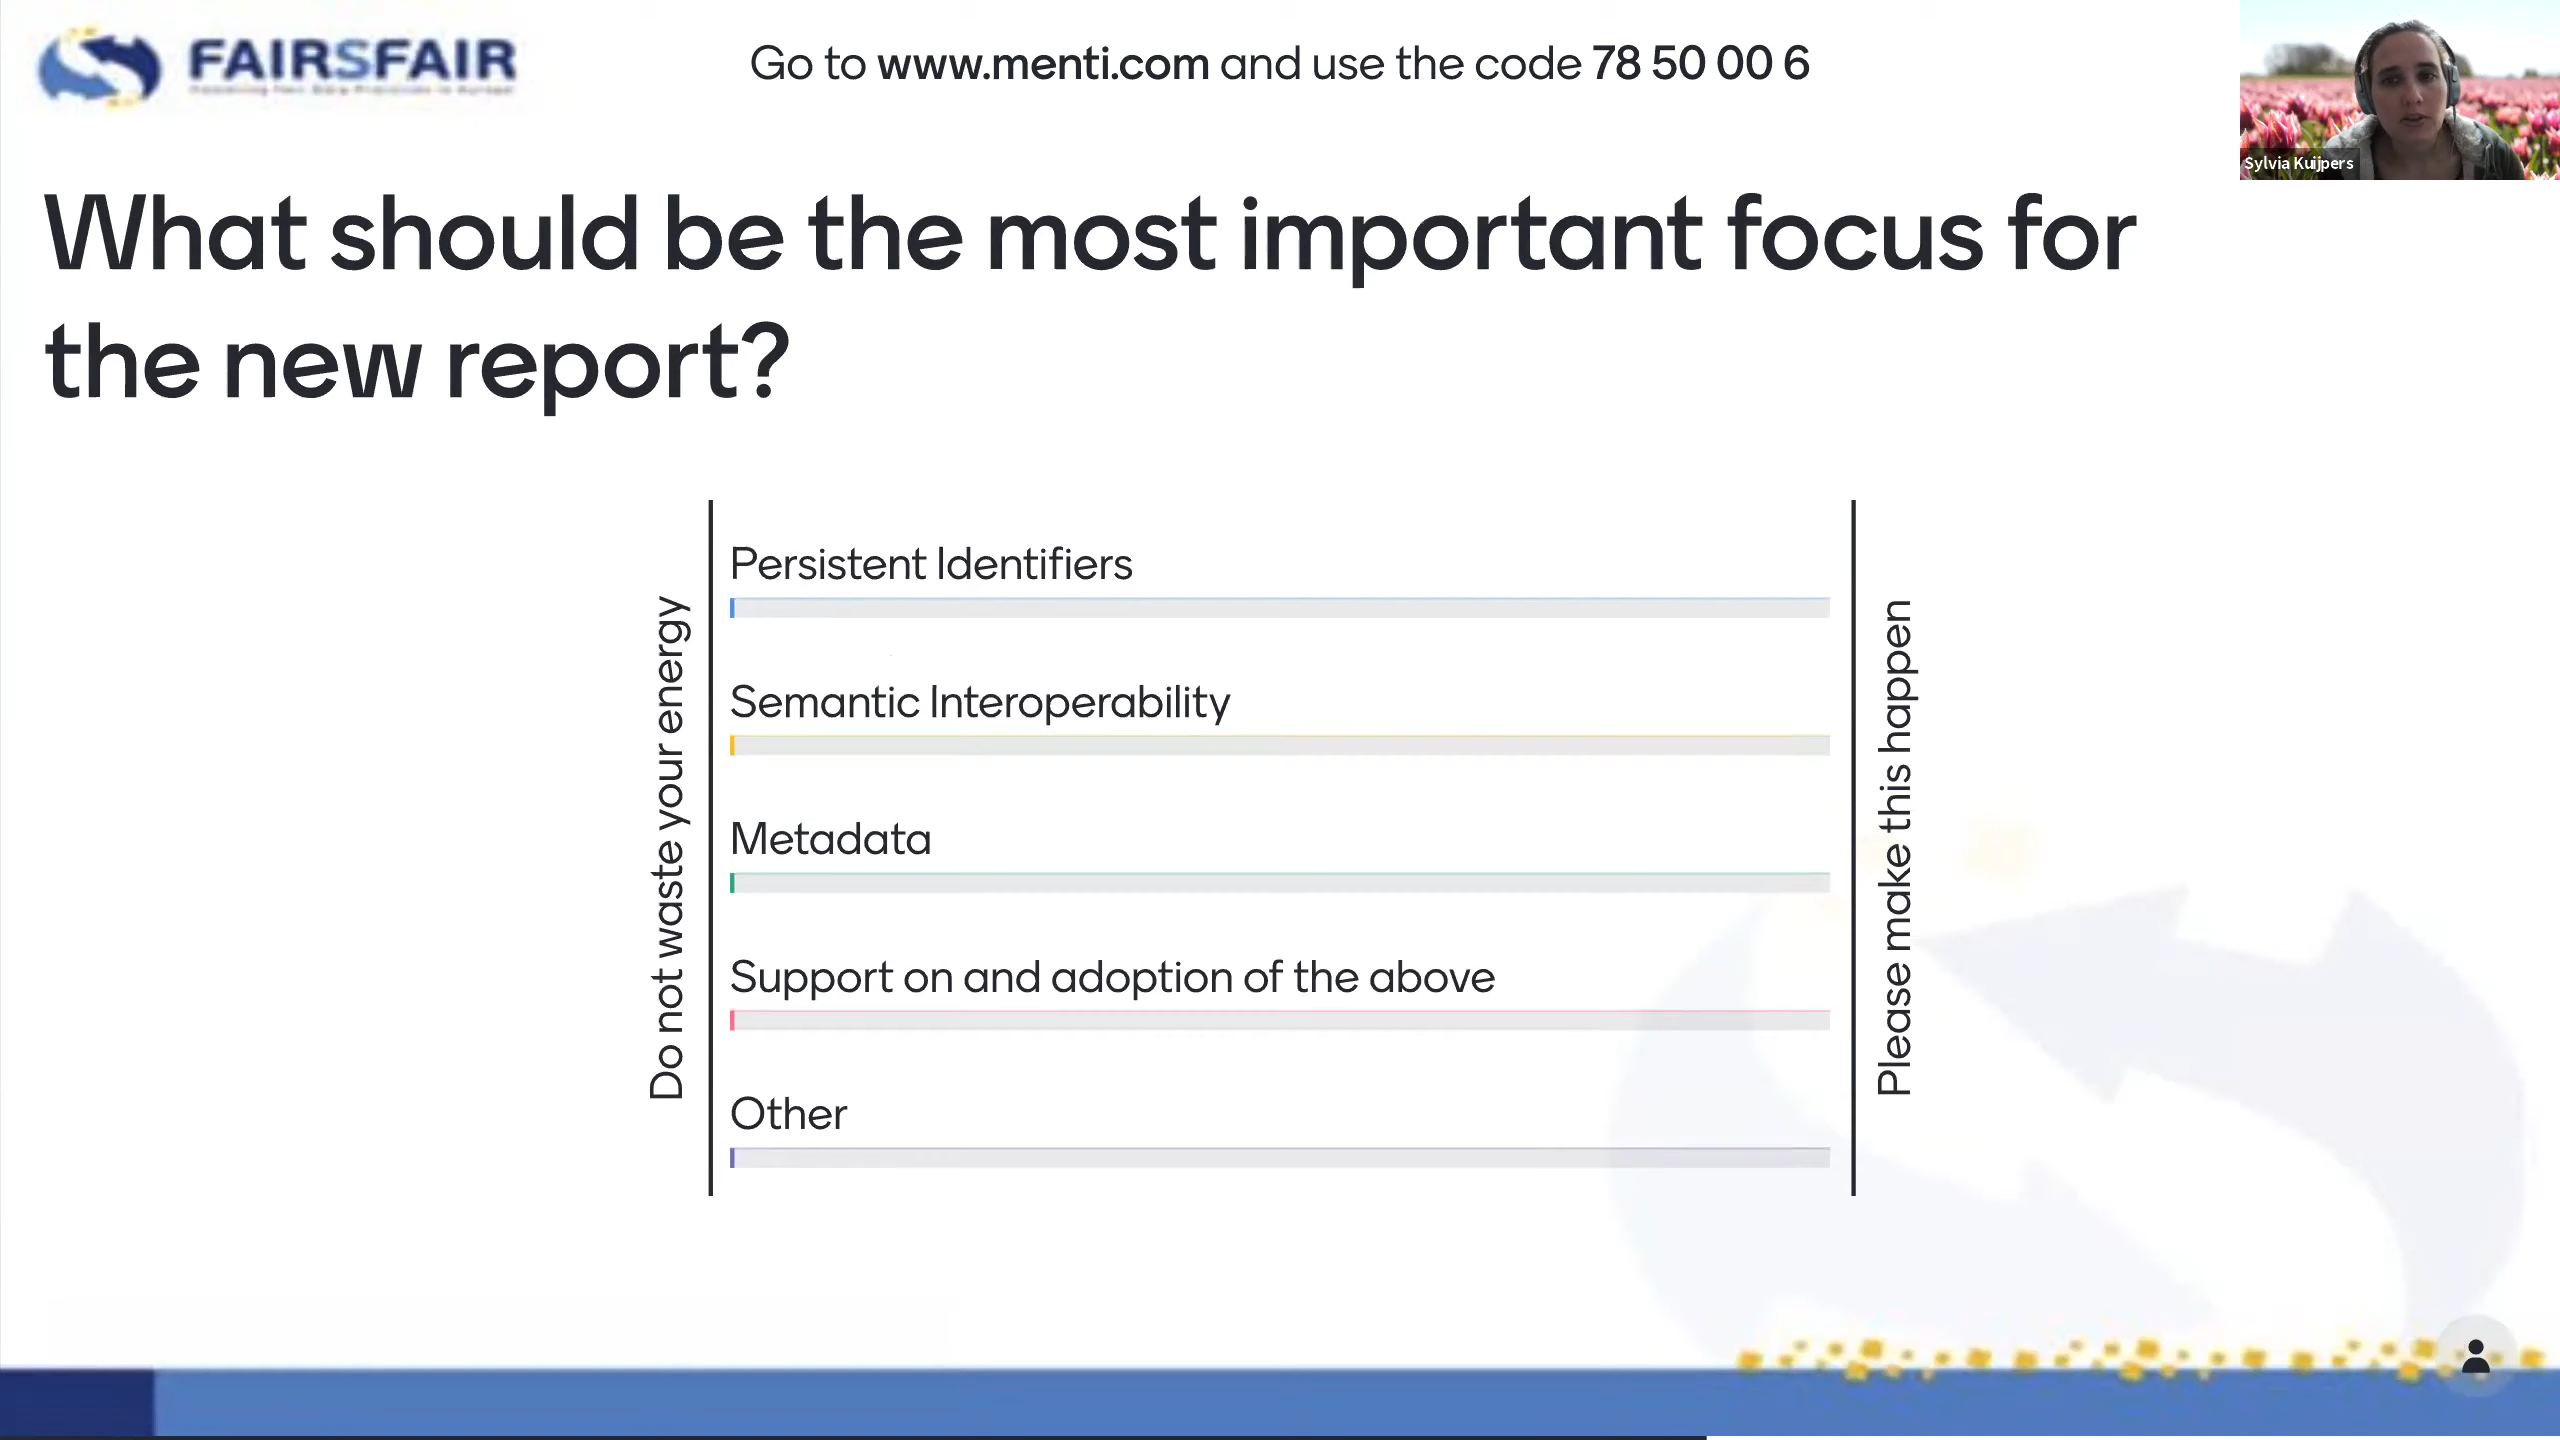 FAIRSFAIR
Go to www.menti.com and use the code 78 50 00 6
Sylvia Kuijpers
What should be the most important focus for
the new report?
Do not waste your energy
Persistent Identifiers
Semantic Interoperability
Metadata
Support on and adoption of the above
Other
Please make this happen